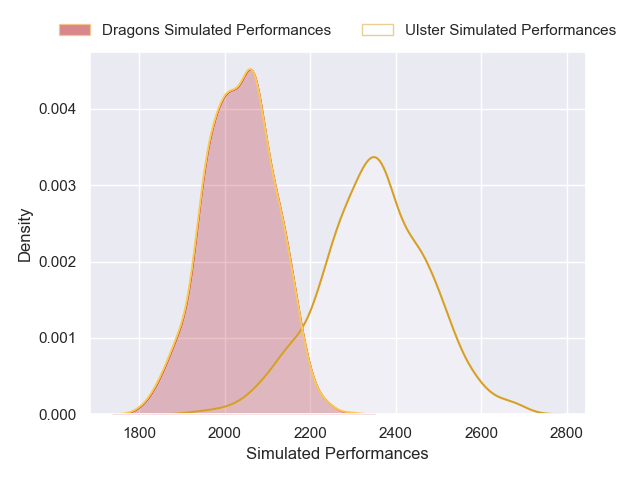 Dragons Simulated Performances Ulster Simulated Performances
0.004
0.003
0.002
0.001
0.000
Density
1800 2000 2200 2400 2600 2800
Simulated Performances